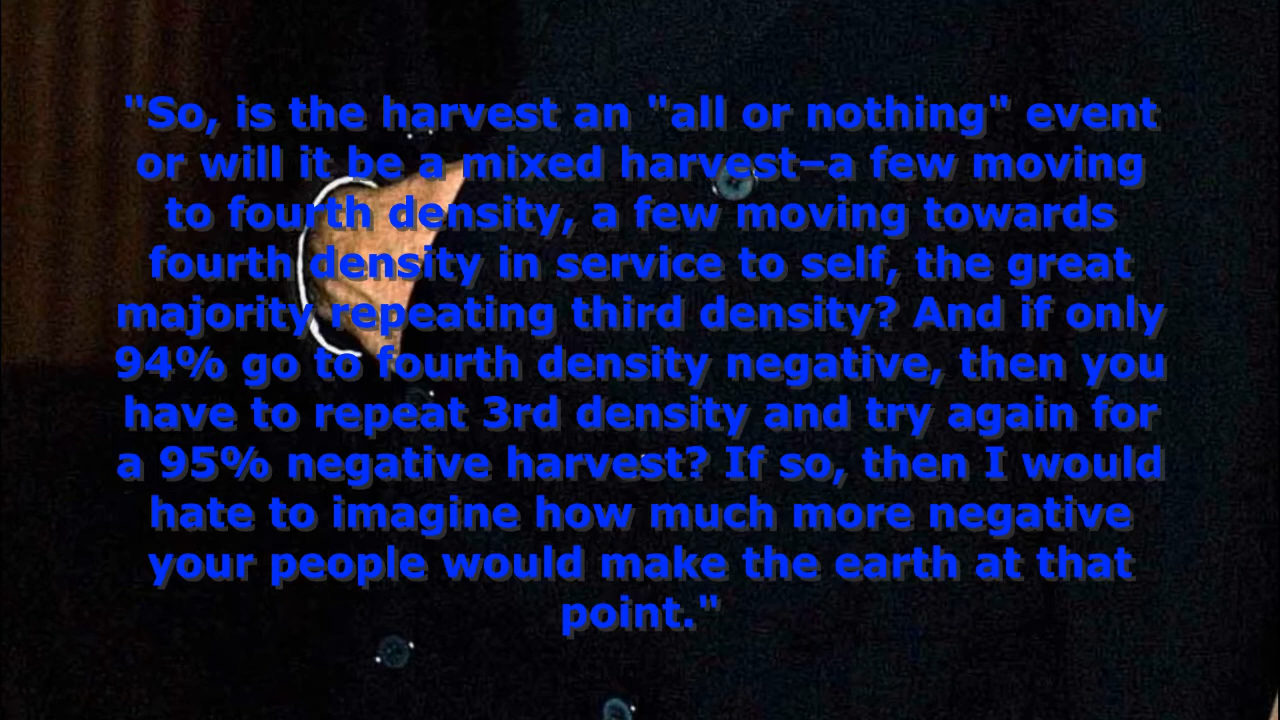 "So, is the harvest an "all or nothing" event
or will it be a mixed harvest–a few moving
to fourth density, a few moving towards
fourth density in service to self, the great
majority repeating third density? And if only
94% go to fourth density negative, then you
have to repeat 3rd density and try again for
a 95% negative harvest? If so, then I would
hate to imagine how much more negative
your people would make the earth at that
point."